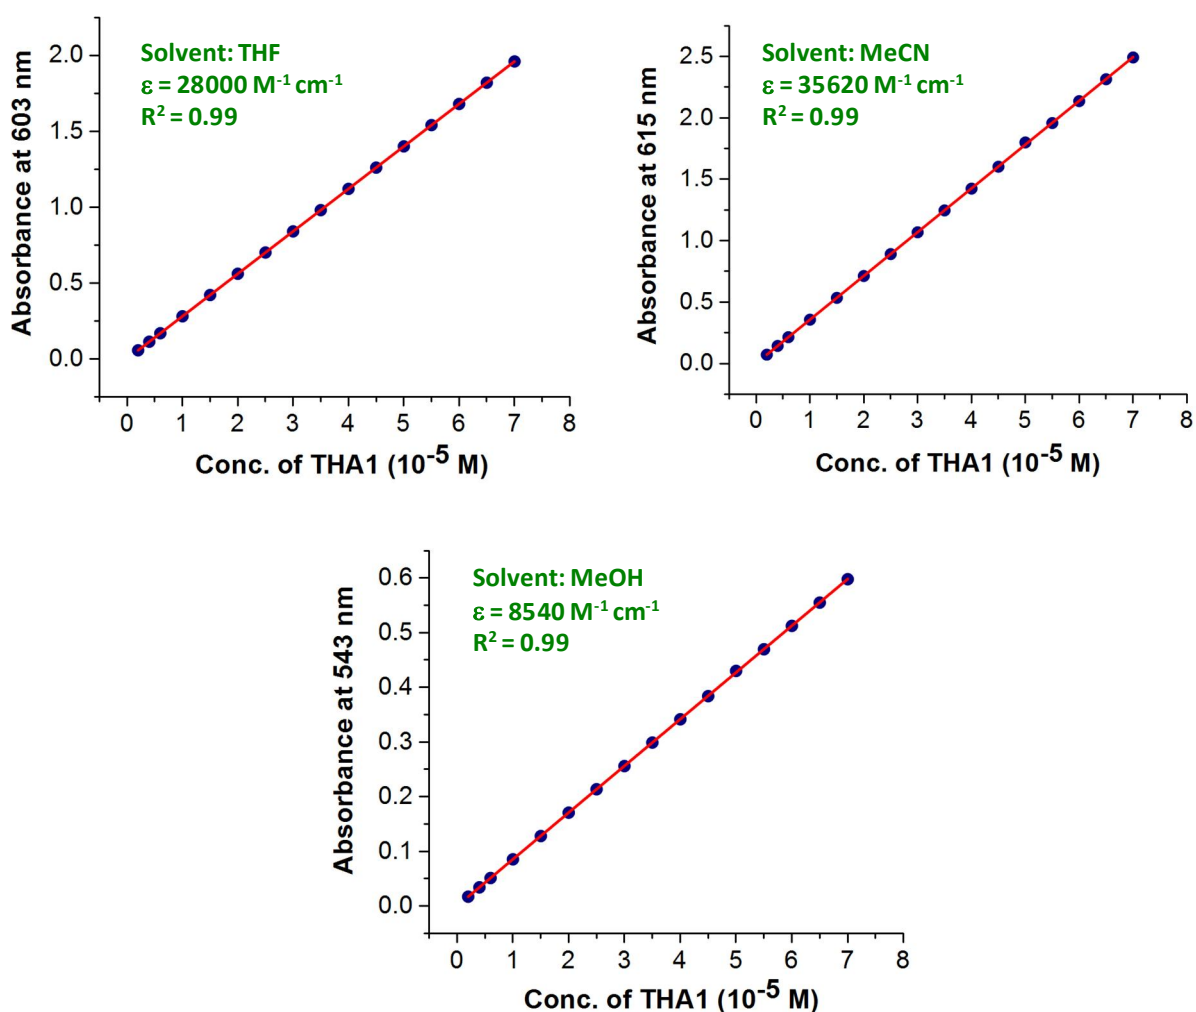 Solvent: THF
ε = 28000 M⁻¹ cm⁻¹
R² = 0.99
Absorbance at 603 nm
2.0
1.5
1.0
0.5
0.0
0 1 2 3 4 5 6 7 8
Conc. of THA1 (10⁻⁵ M)
Solvent: MeCN
ε = 35620 M⁻¹ cm⁻¹
R² = 0.99
Absorbance at 615 nm
2.5
2.0
1.5
1.0
0.5
0.0
0 1 2 3 4 5 6 7 8
Conc. of THA1 (10⁻⁵ M)
Solvent: MeOH
ε = 8540 M⁻¹ cm⁻¹
R² = 0.99
Absorbance at 543 nm
0.6
0.5
0.4
0.3
0.2
0.1
0.0
0 1 2 3 4 5 6 7 8
Conc. of THA1 (10⁻⁵ M)